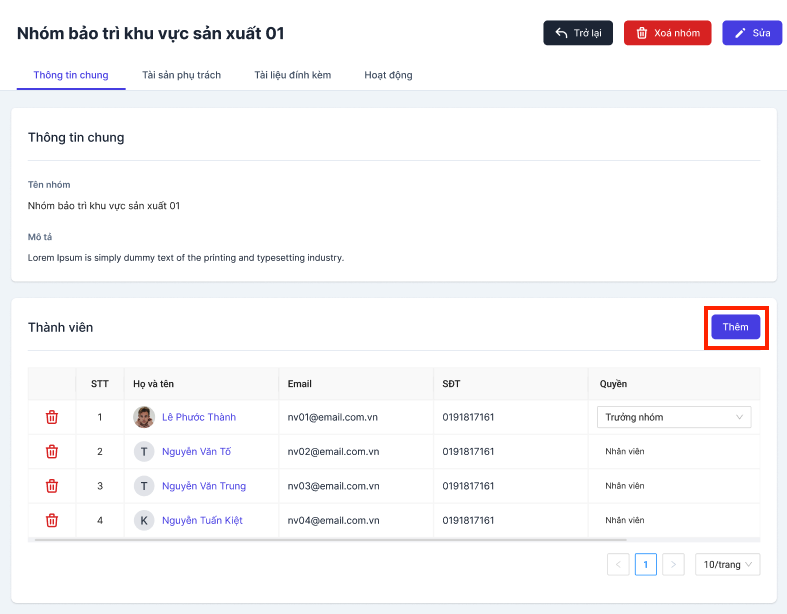 Nhóm bảo trì khu vực sản xuất 01
Trở lại
Xoá nhóm
Sửa
Thông tin chung
Tài sản phụ trách
Tài liệu đính kèm
Hoạt động
Thông tin chung
Tên nhóm
Nhóm bảo trì khu vực sản xuất 01
Mô tả
Lorem Ipsum is simply dummy text of the printing and typesetting industry.
Thành viên
Thêm
STT Họ và tên Email SĐT Quyền
1 Lê Phước Thành nv01@email.com.vn 0191817161 Trưởng nhóm
2 T Nguyễn Văn Tố nv02@email.com.vn 0191817161 Nhân viên
3 T Nguyễn Văn Trung nv03@email.com.vn 0191817161 Nhân viên
4 K Nguyễn Tuấn Kiệt nv04@email.com.vn 0191817161 Nhân viên
1
10/trang